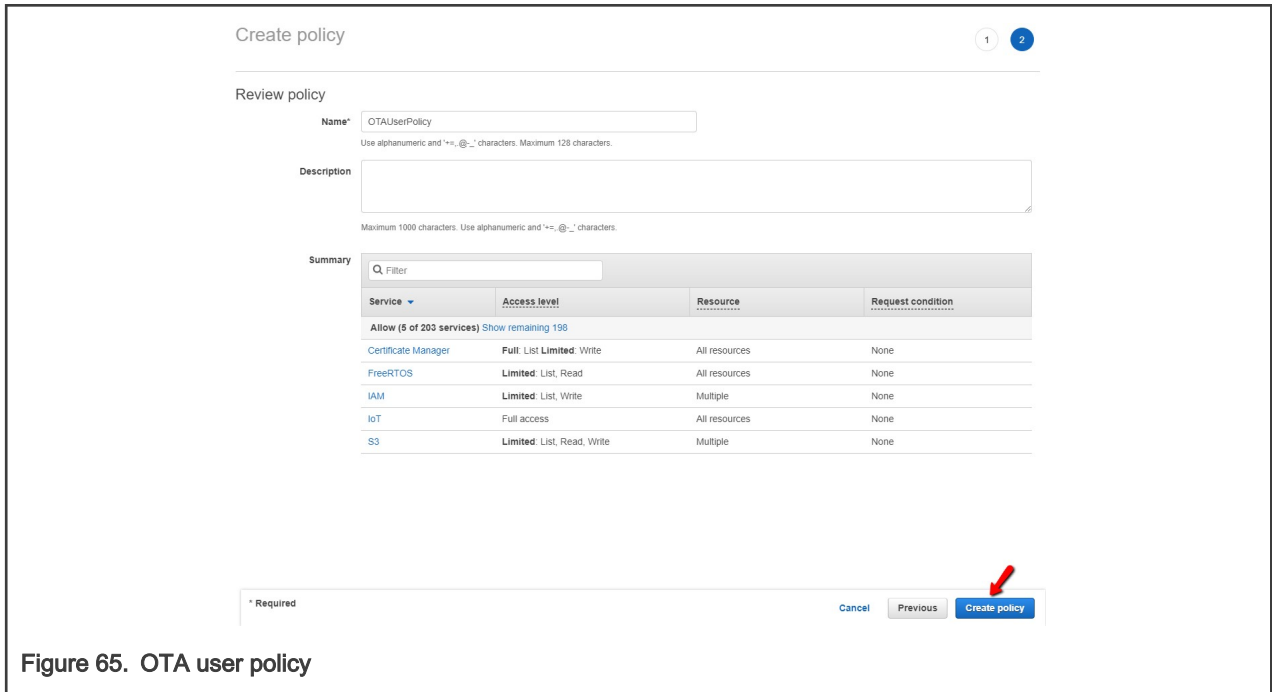 Create policy
1 2
Review policy
Name* OTAUserPolicy
Use alphanumeric and '+=,.@-_' characters. Maximum 128 characters.
Description
Maximum 1000 characters. Use alphanumeric and '+=,.@-_' characters.
Summary
Filter
Service Access level Resource Request condition
Allow (5 of 203 services) Show remaining 198
Certificate Manager Full: List Limited: Write All resources None
FreeRTOS Limited: List, Read All resources None
IAM Limited: List, Write Multiple None
IoT Full access All resources None
S3 Limited: List, Read, Write Multiple None
* Required Cancel Previous Create policy
Figure 65. OTA user policy